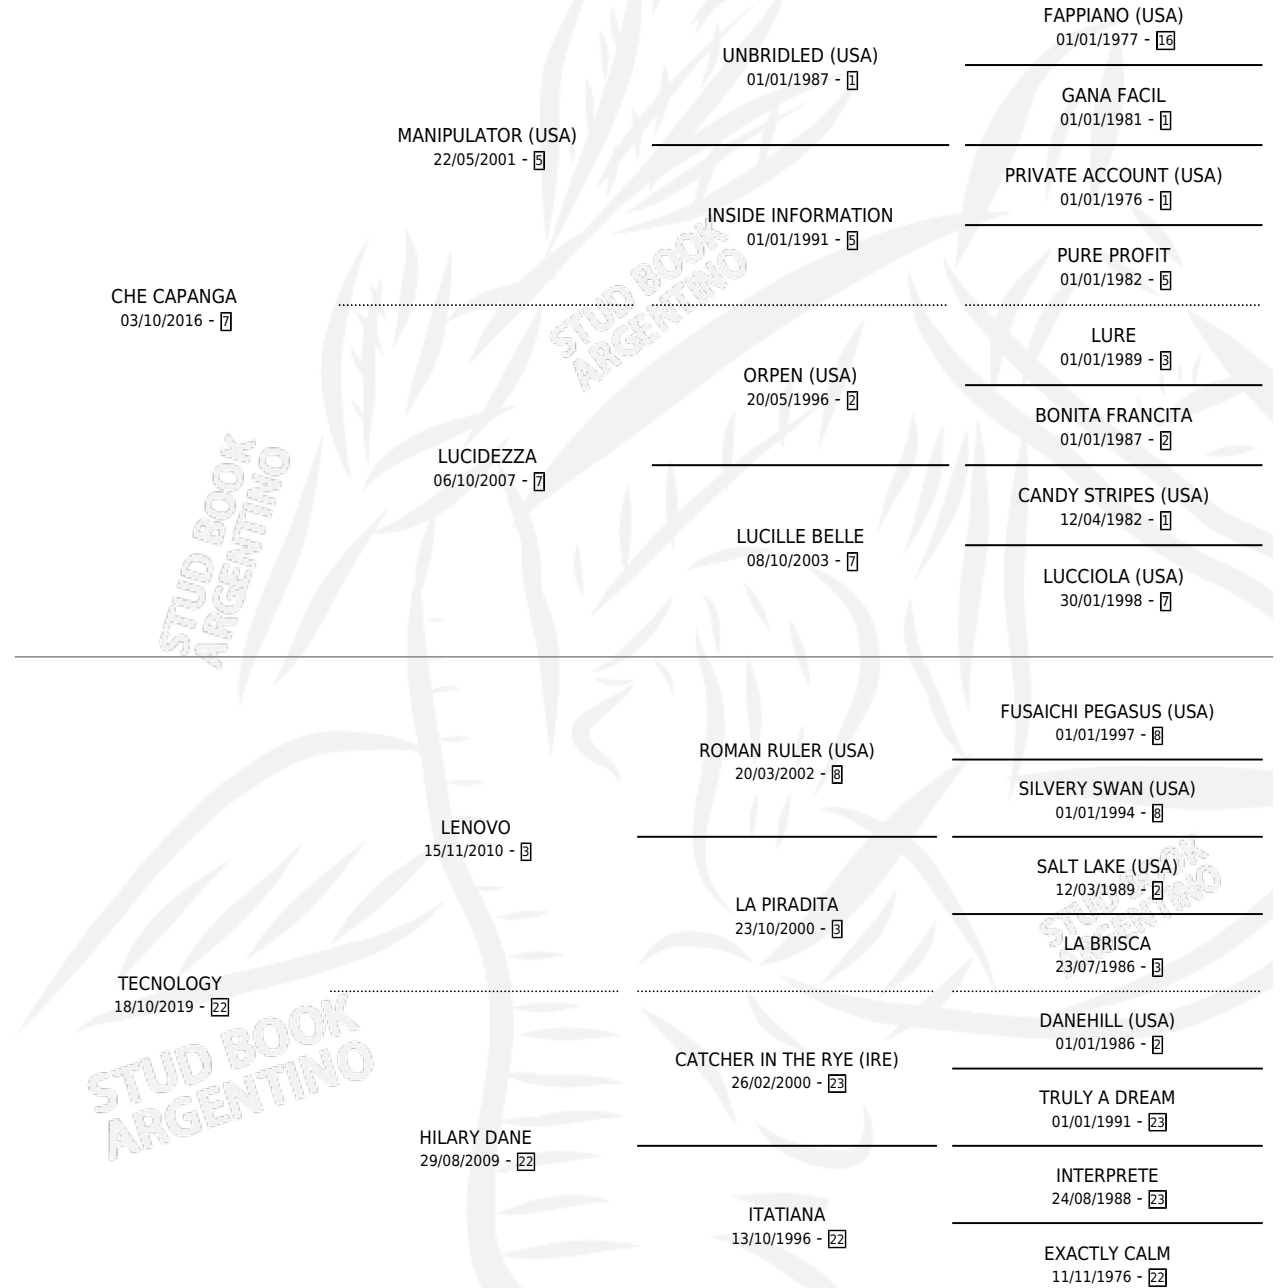 FAPPIANO (USA)
01/01/1977 - 16
UNBRIDLED (USA)
01/01/1987 - 1
GANA FACIL
01/01/1981 - 1
MANIPULATOR (USA)
22/05/2001 - 5
PRIVATE ACCOUNT (USA)
01/01/1976 - 1
INSIDE INFORMATION
01/01/1991 - 5
PURE PROFIT
01/01/1982 - 5
CHE CAPANGA
03/10/2016 - 7
STUD BOOK
ARGENTINO
LURE
01/01/1989 - 3
ORPEN (USA)
20/05/1996 - 2
BONITA FRANCITA
01/01/1987 - 2
LUCIDEZZA
06/10/2007 - 7
CANDY STRIPES (USA)
12/04/1982 - 1
LUCILLE BELLE
08/10/2003 - 7
LUCCIOLA (USA)
30/01/1998 - 7
STUD BOOK
ARGENTINO
FUSAICHI PEGASUS (USA)
01/01/1997 - 8
ROMAN RULER (USA)
20/03/2002 - 8
SILVERY SWAN (USA)
01/01/1994 - 8
LENOVO
15/11/2010 - 3
SALT LAKE (USA)
12/03/1989 - 2
LA PIRADITA
23/10/2000 - 3
LA BRISCA
23/07/1986 - 3
STUD BOOK
ARGENTINO
TECNOLOGY
18/10/2019 - 22
DANEHILL (USA)
01/01/1986 - 2
CATCHER IN THE RYE (IRE)
26/02/2000 - 23
TRULY A DREAM
01/01/1991 - 23
STUD BOOK
ARGENTINO
HILARY DANE
29/08/2009 - 22
INTERPRETE
24/08/1988 - 23
ITATIANA
13/10/1996 - 22
EXACTLY CALM
11/11/1976 - 22